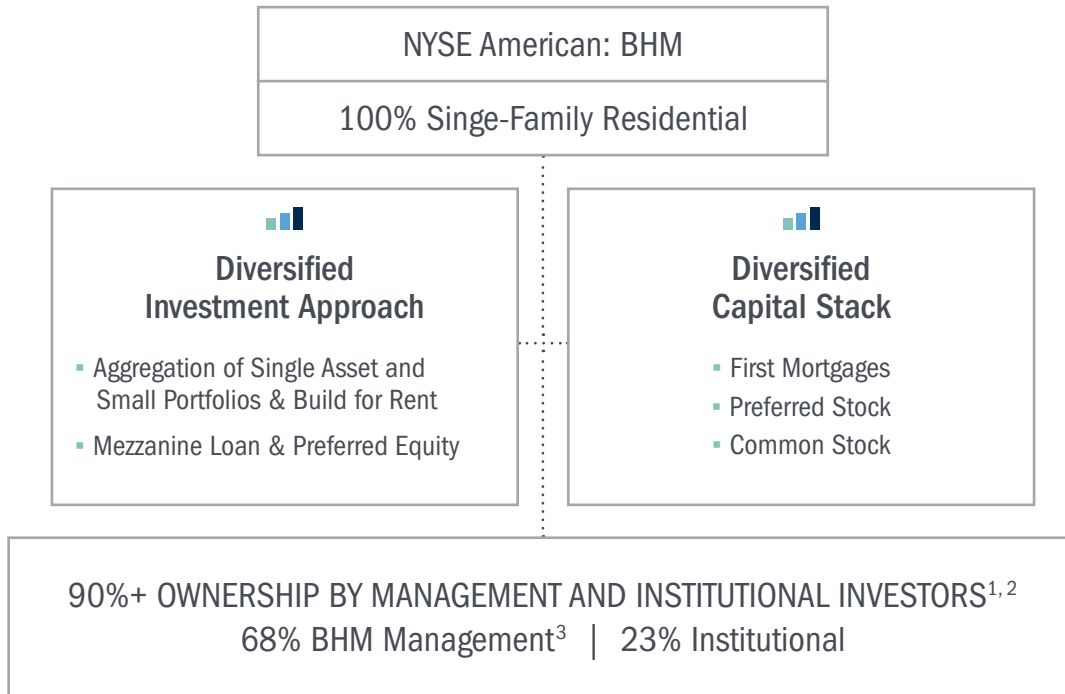 NYSE American: BHM
100% Singe-Family Residential
Diversified
Investment Approach
▪ Aggregation of Single Asset and
Small Portfolios & Build for Rent
▪ Mezzanine Loan & Preferred Equity
Diversified
Capital Stack
▪ First Mortgages
▪ Preferred Stock
▪ Common Stock
90%+ OWNERSHIP BY MANAGEMENT AND INSTITUTIONAL INVESTORS1, 2
68% BHM Management3 | 23% Institutional